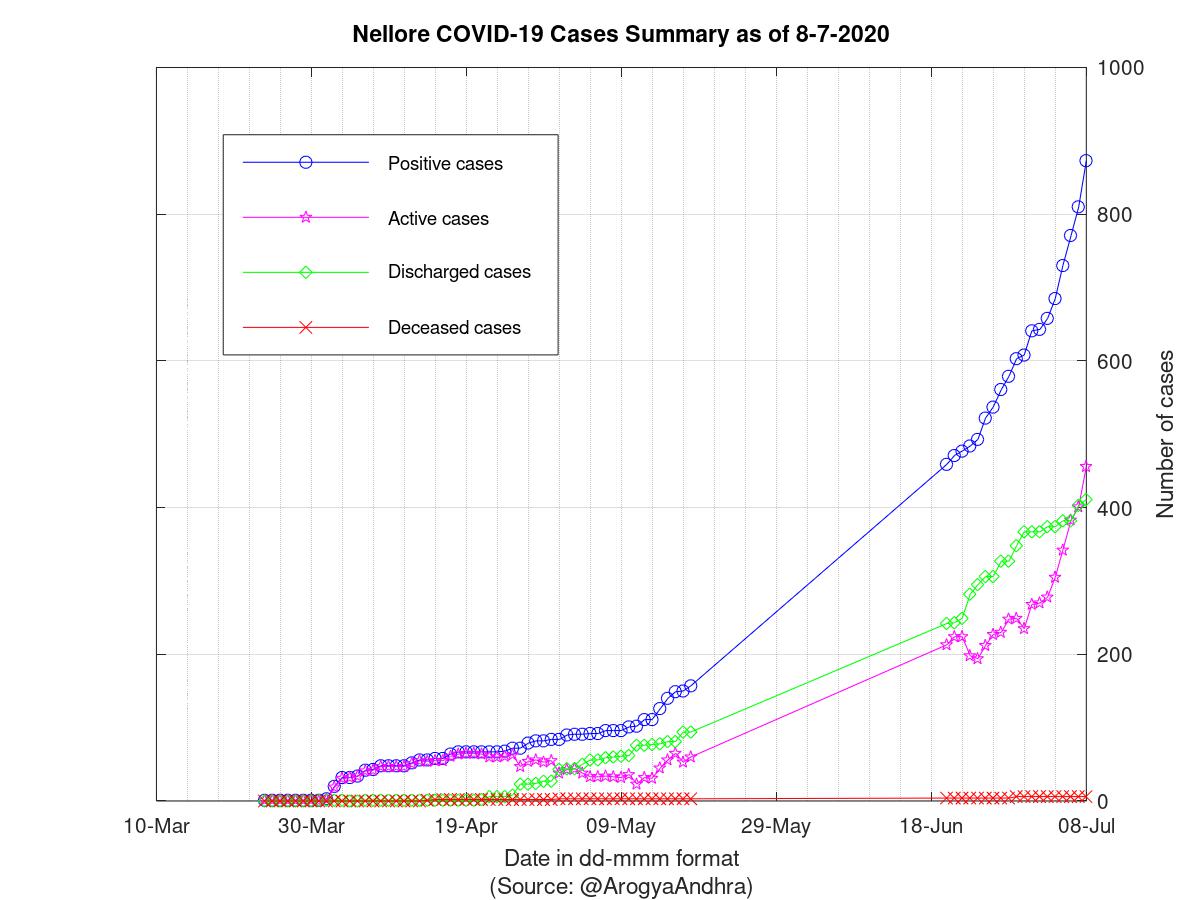 Nellore COVID-19 Cases Summary as of 8-7-2020
1000
Positive cases
Active cases
Discharged cases
Deceased cases
800
600
400
200
0
Number of cases
10-Mar 30-Mar 19-Apr 09-May 29-May 18-Jun 08-Jul
Date in dd-mmm format
(Source: @ArogyaAndhra)